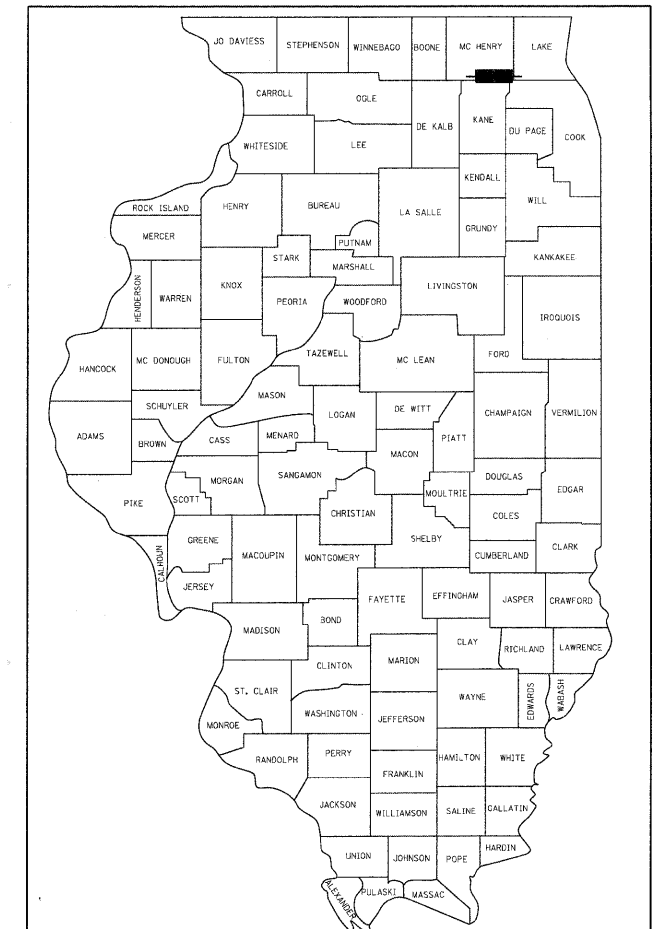 JO DAVIESS
STEPHENSON
WINNEBAGO
BOONE
MC HENRY
LAKE
CARROLL
OGLE
DE KALB
KANE
DU PAGE
COOK
WHITESIDE
LEE
KENDALL
WILL
ROCK ISLAND
HENRY
BUREAU
LA SALLE
GRUNDY
MERCER
PUTNAM
STARK
MARSHALL
KANKAKEE
HENDERSON
WARREN
KNOX
PEORIA
WOODFORD
LIVINGSTON
IROQUOIS
HANCOCK
MC DONOUGH
FULTON
TAZEWELL
MC LEAN
FORD
MASON
SCHUYLER
LOGAN
DE WITT
CHAMPAIGN
VERMILION
ADAMS
BROWN
CASS
MENARD
MACON
PIATT
MORGAN
SANGAMON
DOUGLAS
EDGAR
PIKE
SCOTT
CHRISTIAN
MOULTRIE
COLES
GREENE
MACOUPIN
MONTGOMERY
SHELBY
CUMBERLAND
CLARK
CALHOUN
JERSEY
FAYETTE
EFFINGHAM
JASPER
CRAWFORD
MADISON
BOND
CLAY
RICHLAND
LAWRENCE
CLINTON
MARION
ST. CLAIR
WAYNE
EDWARDS
WABASH
WASHINGTON
JEFFERSON
MONROE
RANDOLPH
PERRY
HAMILTON
WHITE
FRANKLIN
JACKSON
WILLIAMSON
SALINE
GALLATIN
UNION
JOHNSON
POPE
HARDIN
ALEXANDER
PULASKI
MASSAC